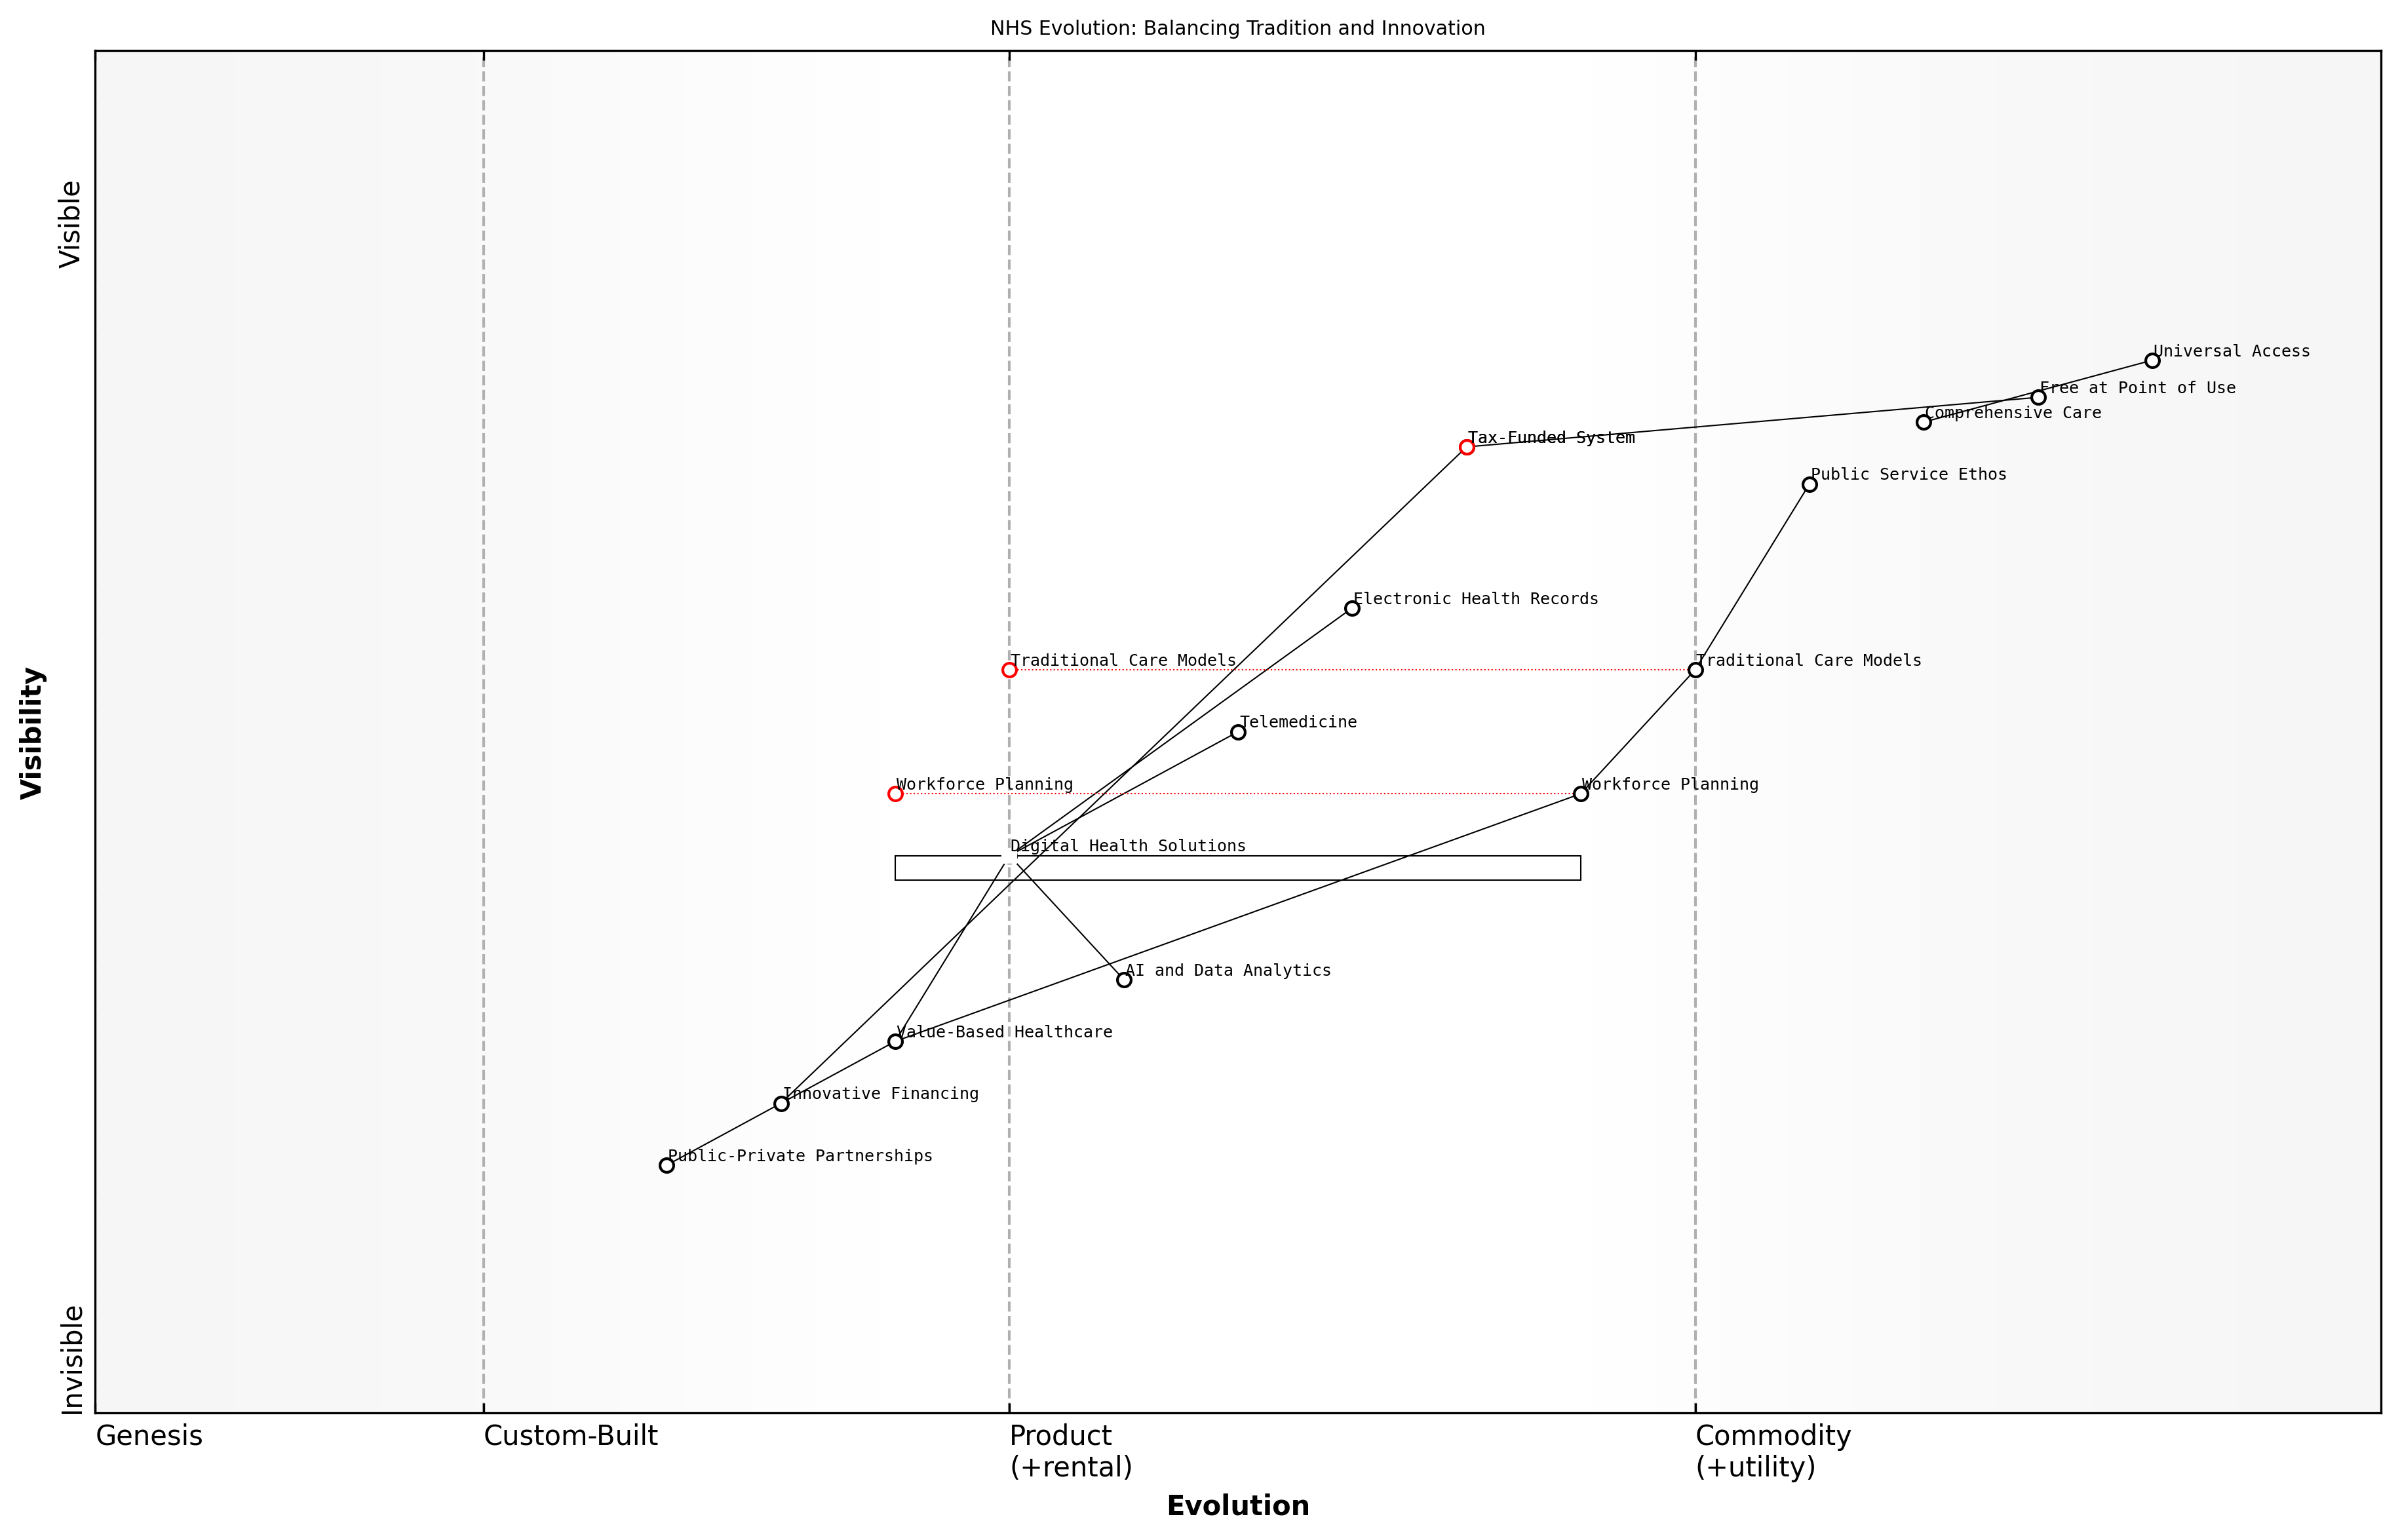 NHS Evolution: Balancing Tradition and Innovation
Visible
Universal Access
Free at Point of Use
Comprehensive Care
Tax-Funded System
Public Service Ethos
Electronic Health Records
Traditional Care Models
Traditional Care Models
Telemedicine
Visibility
Workforce Planning
Workforce Planning
Digital Health Solutions
AI and Data Analytics
Value-Based Healthcare
Innovative Financing
Public-Private Partnerships
Invisible
Genesis
Custom-Built
Product
(+rental)
Commodity
(+utility)
Evolution